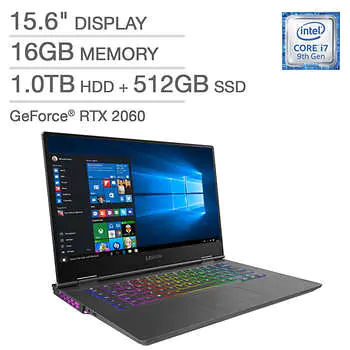 15.6" DISPLAY
16GB MEMORY
1.0TB HDD + 512GB SSD
GeForce® RTX 2060
intel
CORE i7
9th Gen
LEGION